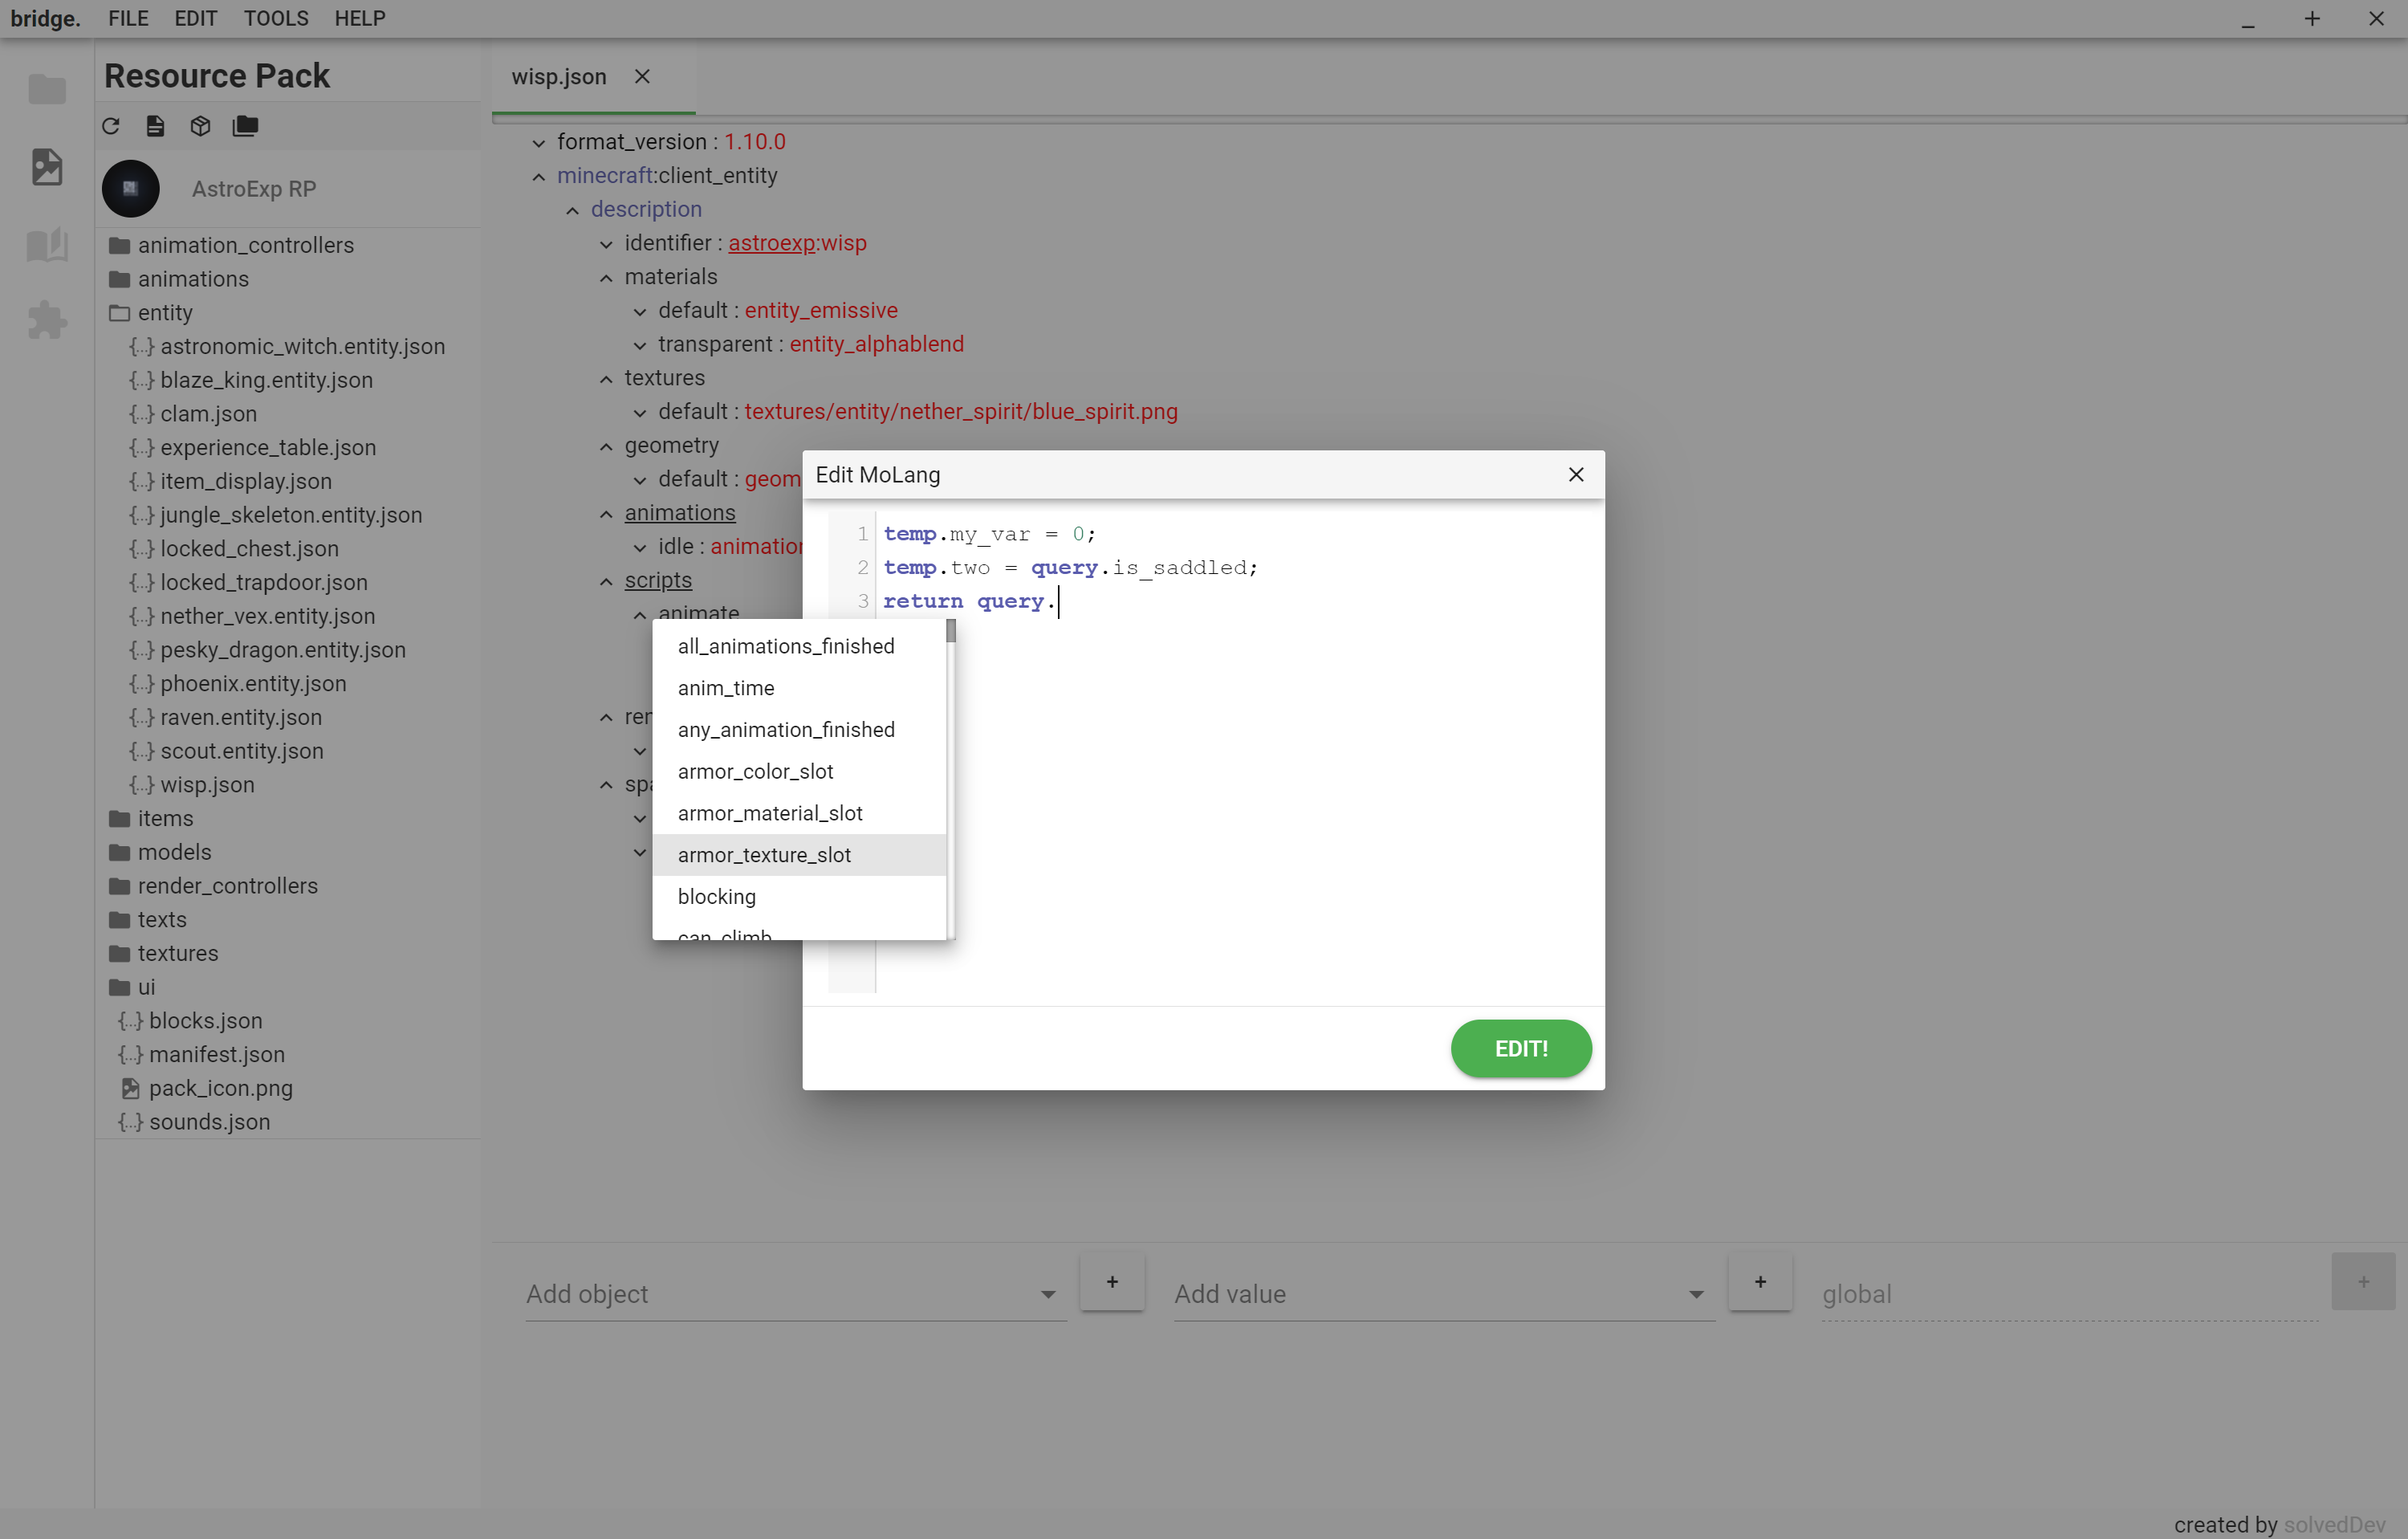 bridge. FILE EDIT TOOLS HELP
Resource Pack
AstroExp RP
animation_controllers
animations
entity
{...} astronomic_witch.entity.json
{...} blaze_king.entity.json
{...} clam.json
{...} experience_table.json
{...} item_display.json
{...} jungle_skeleton.entity.json
{...} locked_chest.json
{...} locked_trapdoor.json
{...} nether_vex.entity.json
{...} pesky_dragon.entity.json
{...} phoenix.entity.json
{...} raven.entity.json
{...} scout.entity.json
{...} wisp.json
items
models
render_controllers
texts
textures
ui
{...} blocks.json
{...} manifest.json
pack_icon.png
{...} sounds.json
wisp.json
format_version : 1.10.0
minecraft:client_entity
description
identifier : astroexp:wisp
materials
default : entity_emissive
transparent : entity_alphablend
textures
default : textures/entity/nether_spirit/blue_spirit.png
geometry
default : geom
animations
idle : animation
scripts
animate
ren
spa
Edit MoLang
1 temp.my_var = 0;
2 temp.two = query.is_saddled;
3 return query.
all_animations_finished
anim_time
any_animation_finished
armor_color_slot
armor_material_slot
armor_texture_slot
blocking
can_climb
EDIT!
Add object +
Add value +
global +
created by solvedDev